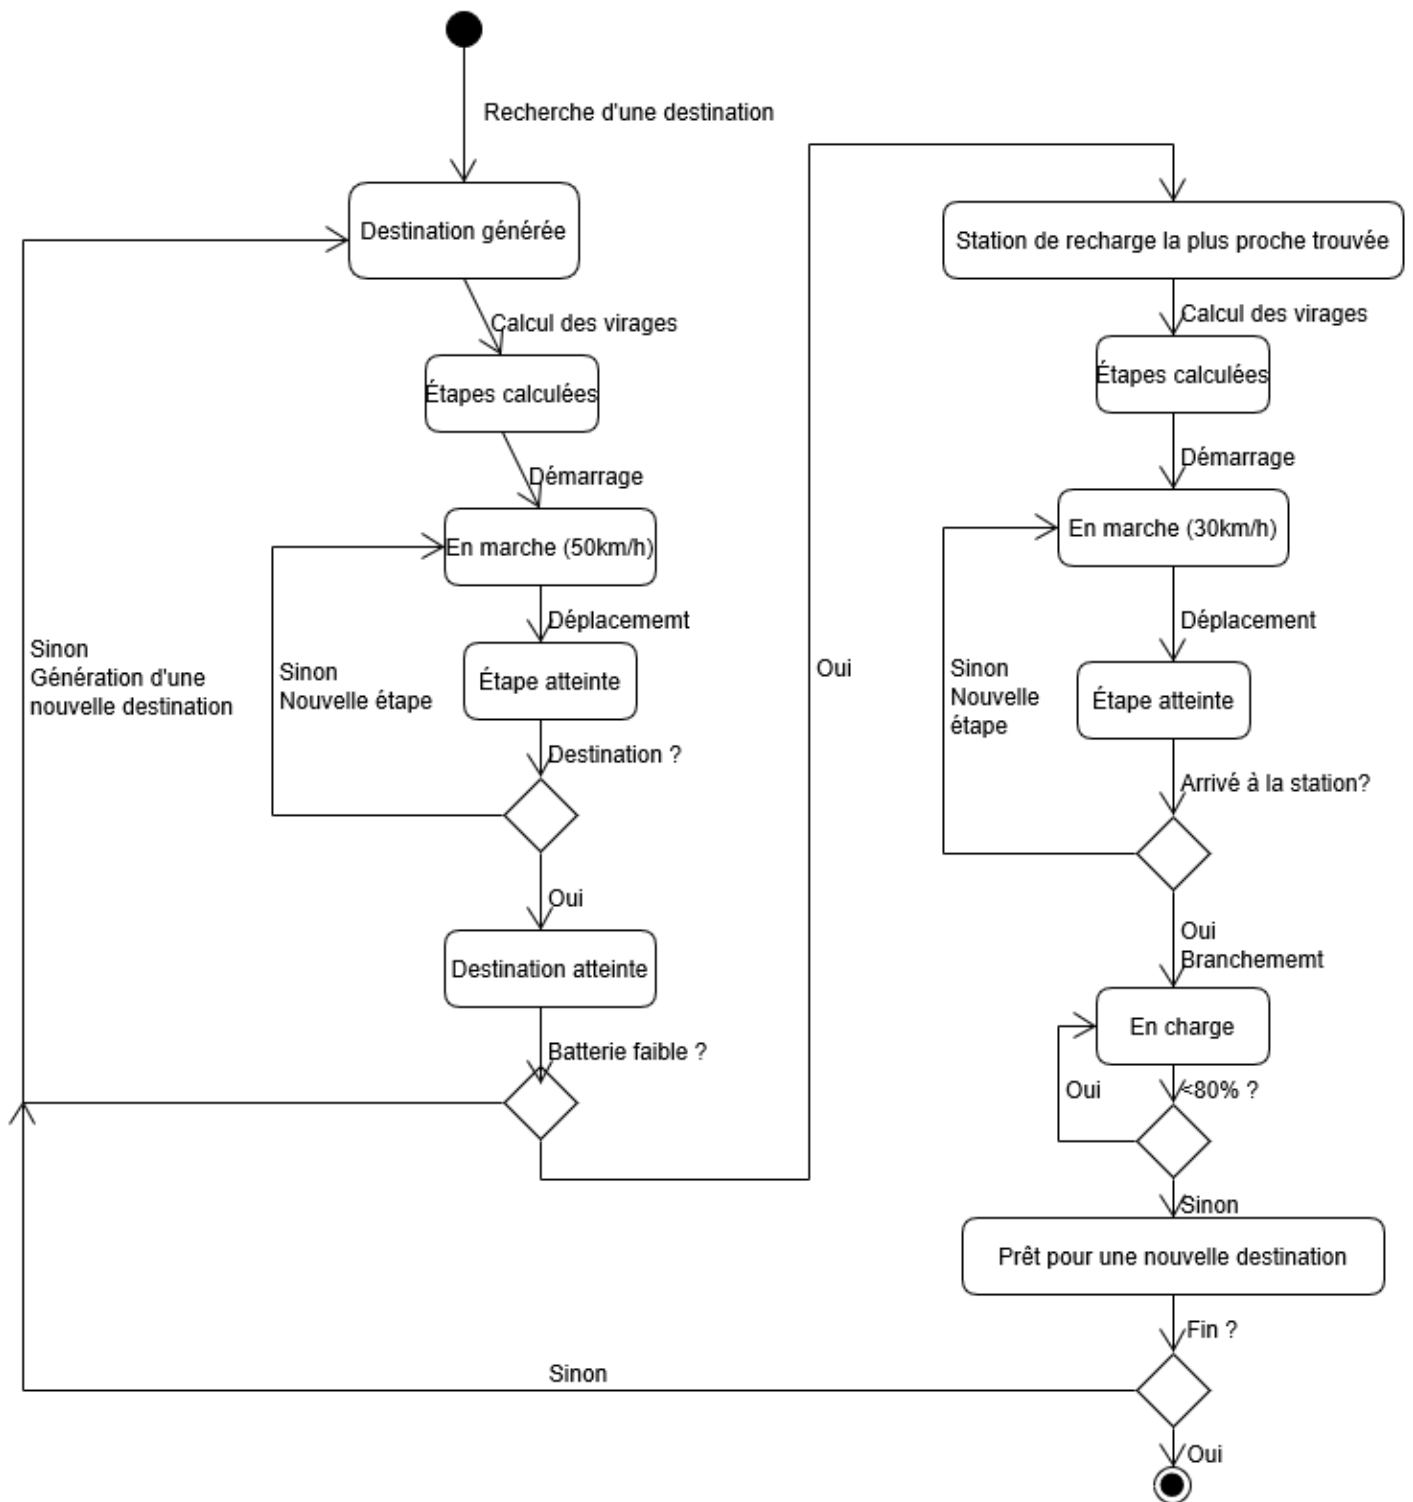 Recherche d'une destination
Destination générée
Calcul des virages
Étapes calculées
Démarrage
En marche (50km/h)
Déplacememt
Étape atteinte
Sinon
Nouvelle étape
Destination ?
Oui
Destination atteinte
Batterie faible ?
Sinon
Génération d'une
nouvelle destination
Oui
Station de recharge la plus proche trouvée
Calcul des virages
Étapes calculées
Démarrage
En marche (30km/h)
Déplacement
Étape atteinte
Sinon
Nouvelle
étape
Arrivé à la station?
Oui
Branchememt
En charge
Oui
<80% ?
Sinon
Prêt pour une nouvelle destination
Fin ?
Sinon
Oui